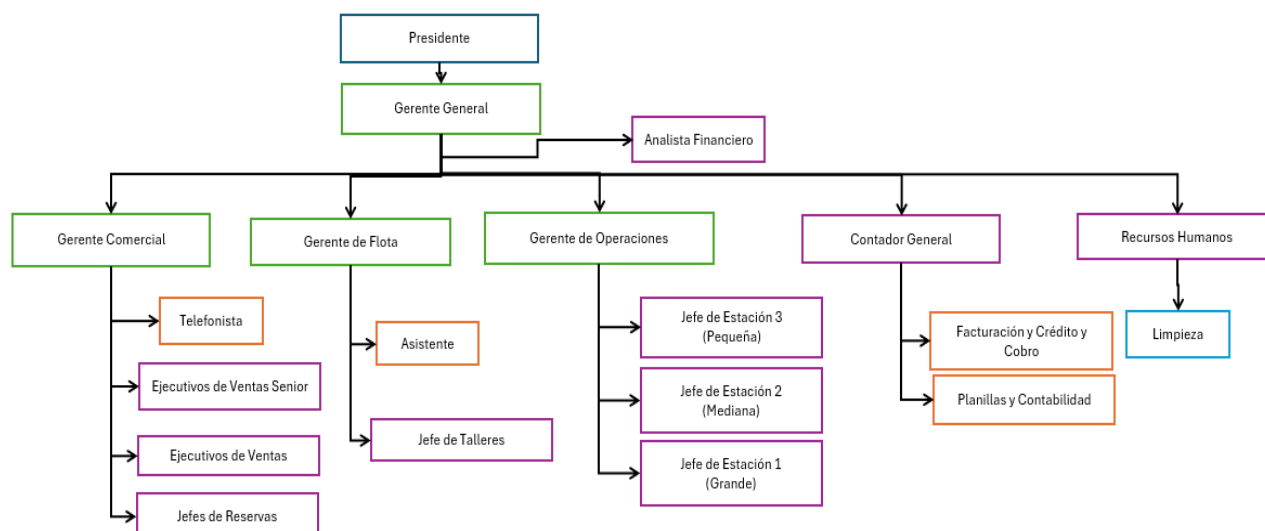 Presidente
Gerente General
Analista Financiero
Gerente Comercial
Gerente de Flota
Gerente de Operaciones
Contador General
Recursos Humanos
Telefonista
Ejecutivos de Ventas Senior
Ejecutivos de Ventas
Jefes de Reservas
Asistente
Jefe de Talleres
Jefe de Estación 3
(Pequeña)
Jefe de Estación 2
(Mediana)
Jefe de Estación 1
(Grande)
Facturación y Crédito y
Cobro
Planillas y Contabilidad
Limpieza